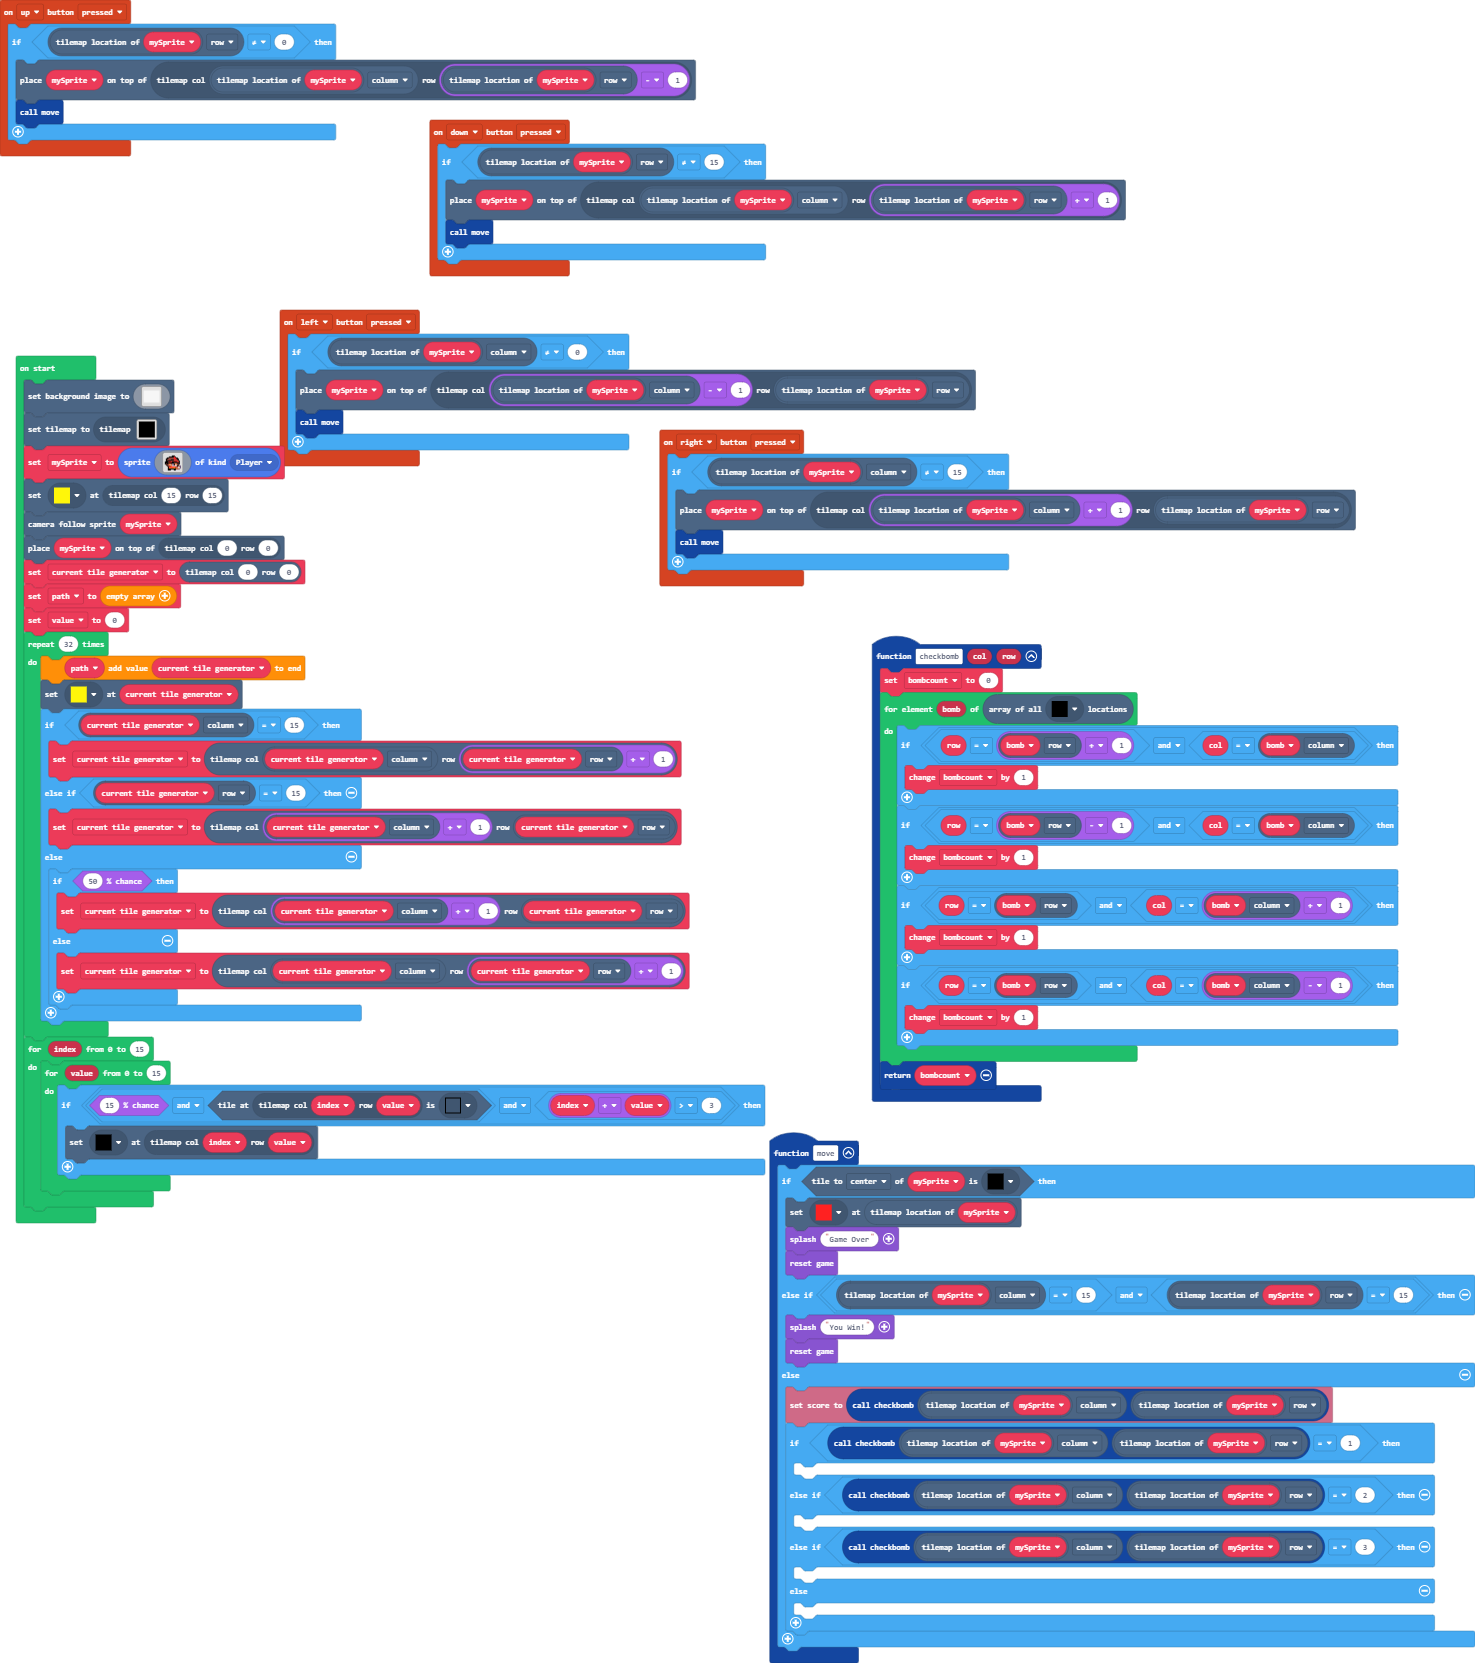 on up button pressed
if tilemap location of mySprite row ≠ 0 then
place mySprite on top of tilemap col tilemap location of mySprite column row tilemap location of mySprite row - 1
call move
on down button pressed
if tilemap location of mySprite row ≠ 15 then
place mySprite on top of tilemap col tilemap location of mySprite column row tilemap location of mySprite row + 1
call move
on left button pressed
if tilemap location of mySprite column ≠ 0 then
place mySprite on top of tilemap col tilemap location of mySprite column - 1 row tilemap location of mySprite row
call move
on right button pressed
if tilemap location of mySprite column ≠ 15 then
place mySprite on top of tilemap col tilemap location of mySprite column + 1 row tilemap location of mySprite row
call move
on start
set background image to
set tilemap to tilemap
set mySprite to sprite of kind Player
set at tilemap col 15 row 15
camera follow sprite mySprite
place mySprite on top of tilemap col 0 row 0
set current tile generator to tilemap col 0 row 0
set path to empty array
set value to 0
repeat 32 times
do path add value current tile generator to end
set at current tile generator
if current tile generator column = 15 then
set current tile generator to tilemap col current tile generator column row current tile generator row + 1
else if current tile generator row = 15 then
set current tile generator to tilemap col current tile generator column + 1 row current tile generator row
else
if 50 % chance then
set current tile generator to tilemap col current tile generator column + 1 row current tile generator row
else
set current tile generator to tilemap col current tile generator column row current tile generator row + 1
for index from 0 to 15
do for value from 0 to 15
do if 15 % chance and tile at tilemap col index row value is and index + value > 3 then
set at tilemap col index row value
function checkbomb col row
set bombcount to 0
for element bomb of array of all locations
do if row = bomb row + 1 and col = bomb column then
change bombcount by 1
if row = bomb row - 1 and col = bomb column then
change bombcount by 1
if row = bomb row and col = bomb column + 1 then
change bombcount by 1
if row = bomb row and col = bomb column - 1 then
change bombcount by 1
return bombcount
function move
if tile to center of mySprite is then
set at tilemap location of mySprite
splash "Game Over"
reset game
else if tilemap location of mySprite column = 15 and tilemap location of mySprite row = 15 then
splash "You Win!"
reset game
else
set score to call checkbomb tilemap location of mySprite column tilemap location of mySprite row
if call checkbomb tilemap location of mySprite column tilemap location of mySprite row = 1 then
else if call checkbomb tilemap location of mySprite column tilemap location of mySprite row = 2 then
else if call checkbomb tilemap location of mySprite column tilemap location of mySprite row = 3 then
else